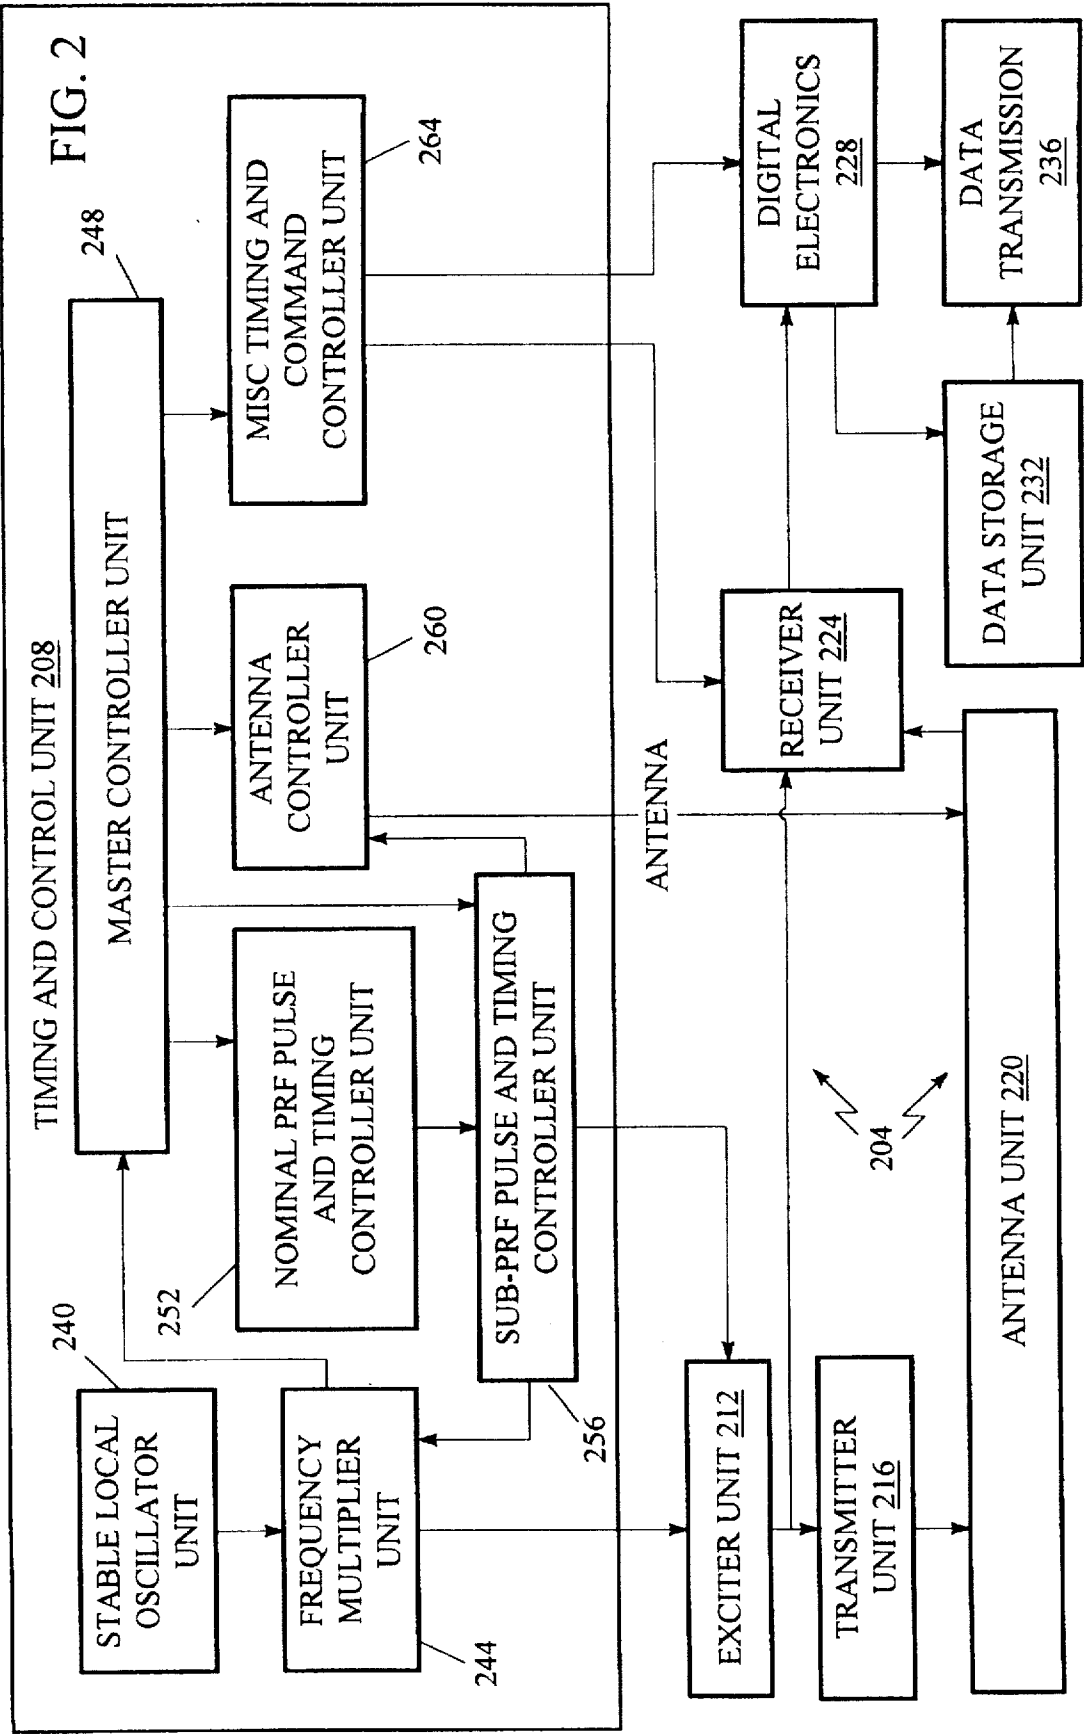 FIG. 2
TIMING AND CONTROL UNIT 208
240
STABLE LOCAL
OSCILLATOR
UNIT
248
MASTER CONTROLLER UNIT
FREQUENCY
MULTIPLIER
UNIT
244
252
NOMINAL PRF PULSE
AND TIMING
CONTROLLER UNIT
ANTENNA
CONTROLLER
UNIT
260
MISC TIMING AND
COMMAND
CONTROLLER UNIT
264
SUB-PRF PULSE AND TIMING
CONTROLLER UNIT
256
ANTENNA
EXCITER UNIT 212
TRANSMITTER
UNIT 216
204
RECEIVER
UNIT 224
DIGITAL
ELECTRONICS
228
ANTENNA UNIT 220
DATA STORAGE
UNIT 232
DATA
TRANSMISSION
236